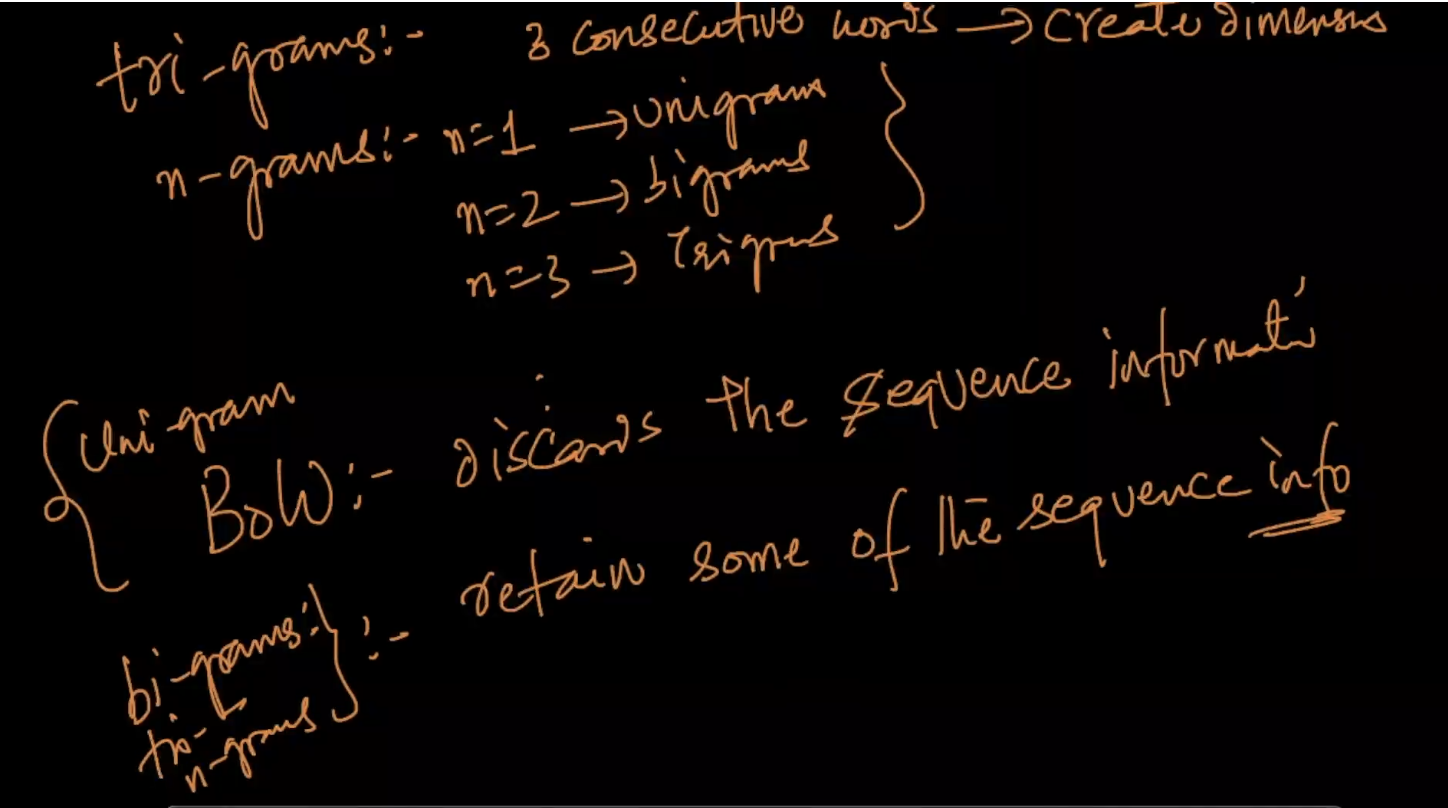 tri-grams:- 3 consecutive words → create dimensns
n-grams:- n=1 → unigram
n=2 → bigrams
n=3 → Trigrms
Uni-gram
BoW:- discards the sequence informati
bi-grams: :- retain some of the sequence info
tri-
n-grams